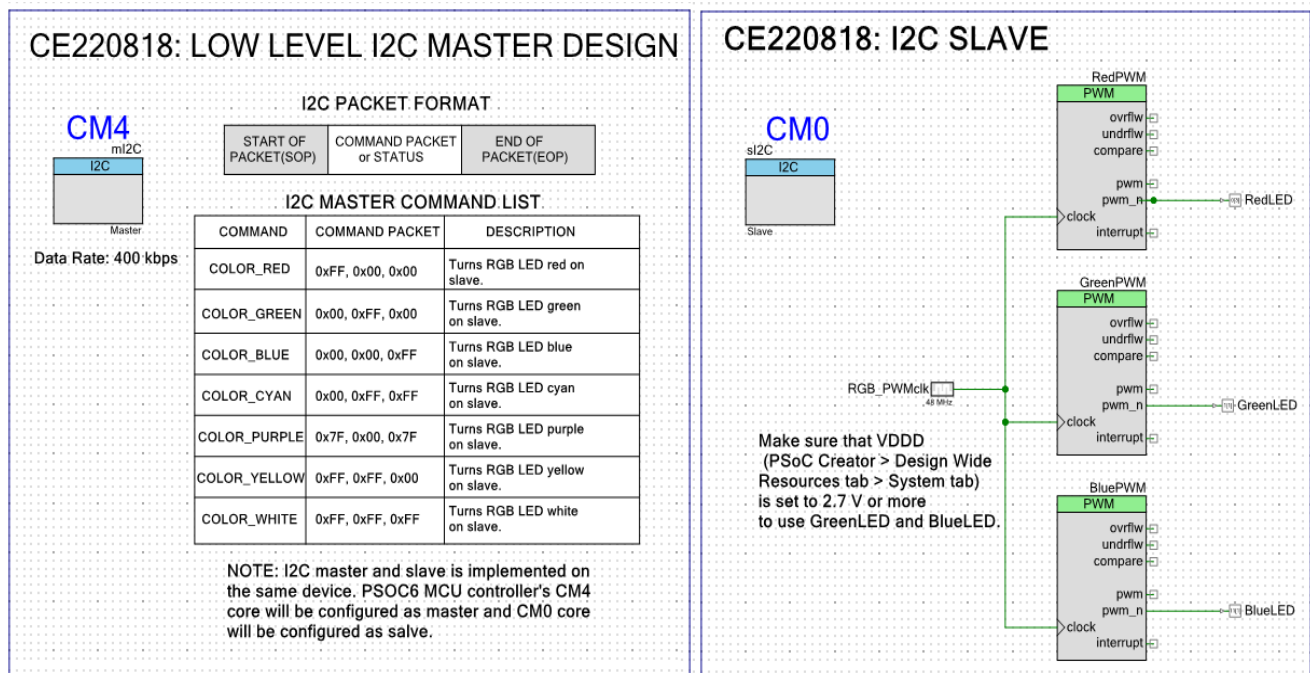 CE220818: LOW LEVEL I2C MASTER DESIGN
I2C PACKET FORMAT
CM4
mI2C
I2C
Master
Data Rate: 400 kbps
START OF
PACKET(SOP)
COMMAND PACKET
or STATUS
END OF
PACKET(EOP)
I2C MASTER COMMAND LIST
COMMAND COMMAND PACKET DESCRIPTION
COLOR_RED 0xFF, 0x00, 0x00 Turns RGB LED red on
slave.
COLOR_GREEN 0x00, 0xFF, 0x00 Turns RGB LED green
on slave.
COLOR_BLUE 0x00, 0x00, 0xFF Turns RGB LED blue
on slave.
COLOR_CYAN 0x00, 0xFF, 0xFF Turns RGB LED cyan
on slave.
COLOR_PURPLE 0x7F, 0x00, 0x7F Turns RGB LED purple
on slave.
COLOR_YELLOW 0xFF, 0xFF, 0x00 Turns RGB LED yellow
on slave.
COLOR_WHITE 0xFF, 0xFF, 0xFF Turns RGB LED white
on slave.
NOTE: I2C master and slave is implemented on
the same device. PSOC6 MCU controller's CM4
core will be configured as master and CM0 core
will be configured as salve.
CE220818: I2C SLAVE
CM0
sI2C
I2C
Slave
RedPWM
PWM
ovrflw
undrflw
compare
pwm
pwm_n
RedLED
clock
interrupt
GreenPWM
PWM
ovrflw
undrflw
compare
pwm
pwm_n
GreenLED
clock
interrupt
RGB_PWMclk
48 MHz
Make sure that VDDD
(PSoC Creator > Design Wide
Resources tab > System tab)
is set to 2.7 V or more
to use GreenLED and BlueLED.
BluePWM
PWM
ovrflw
undrflw
compare
pwm
pwm_n
BlueLED
clock
interrupt